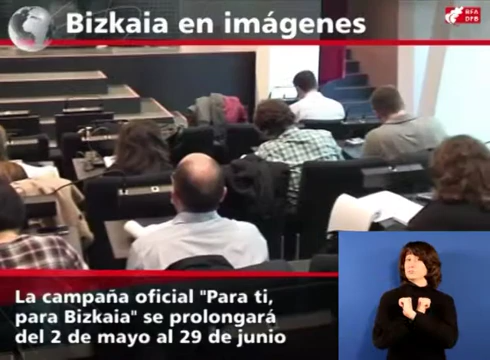 Bizkaia en imágenes
BFA
DFB
La campaña oficial "Para ti,
para Bizkaia" se prolongará
del 2 de mayo al 29 de junio